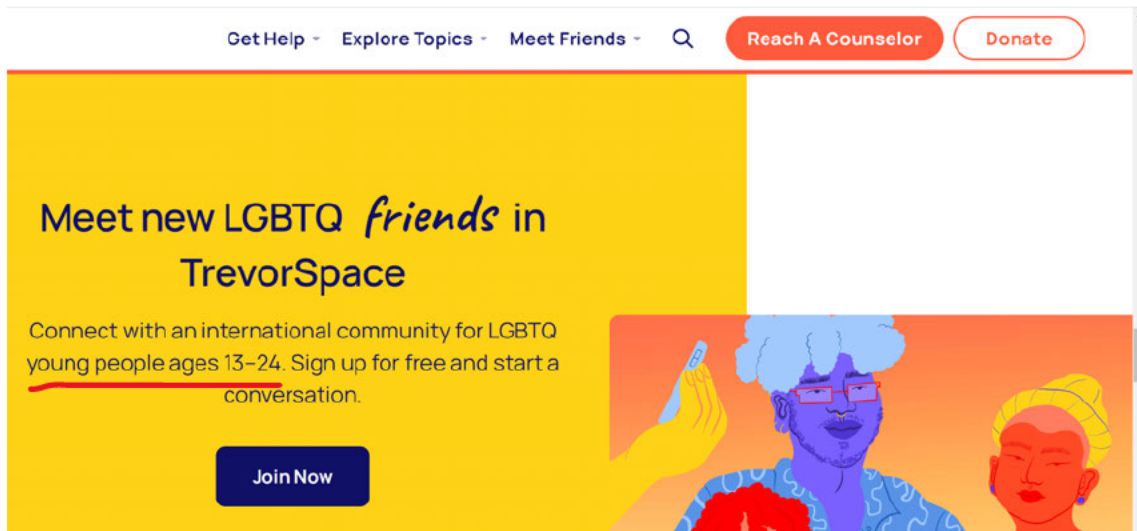 Get Help Explore Topics Meet Friends Reach A Counselor Donate
Meet new LGBTQ friends in
TrevorSpace
Connect with an international community for LGBTQ
young people ages 13–24. Sign up for free and start a
conversation.
Join Now